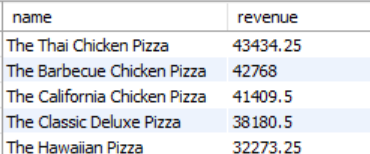 name revenue
The Thai Chicken Pizza 43434.25
The Barbecue Chicken Pizza 42768
The California Chicken Pizza 41409.5
The Classic Deluxe Pizza 38180.5
The Hawaiian Pizza 32273.25